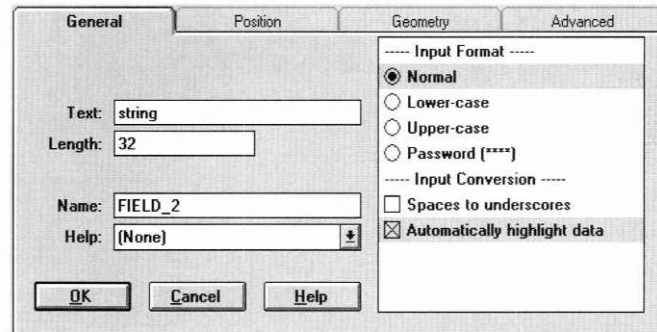 General Position Geometry Advanced
Text: string
Length: 32
Name: FIELD_2
Help: (None)
OK Cancel Help
----- Input Format -----
Normal
Lower-case
Upper-case
Password (****)
----- Input Conversion -----
Spaces to underscores
Automatically highlight data